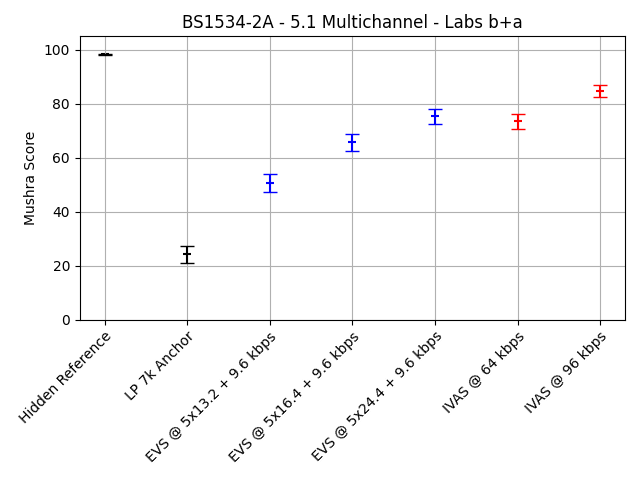 BS1534-2A - 5.1 Multichannel - Labs b+a
Mushra Score
100
80
60
40
20
0
Hidden Reference
LP 7k Anchor
EVS @ 5x13.2 + 9.6 kbps
EVS @ 5x16.4 + 9.6 kbps
EVS @ 5x24.4 + 9.6 kbps
IVAS @ 64 kbps
IVAS @ 96 kbps